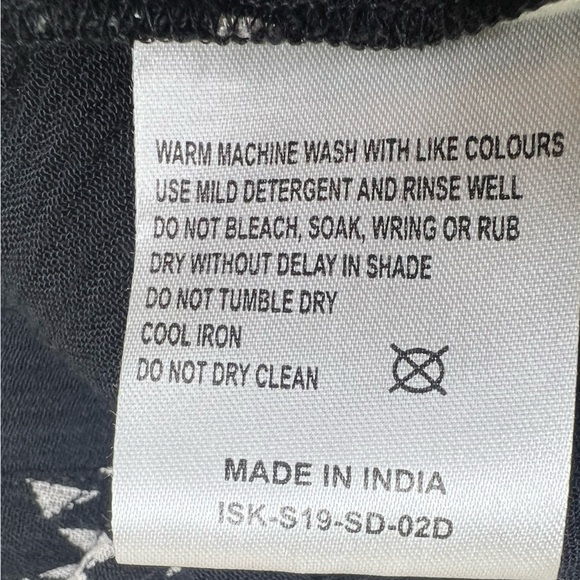 WARM MACHINE WASH WITH LIKE COLOURS
USE MILD DETERGENT AND RINSE WELL
DO NOT BLEACH, SOAK, WRING OR RUB
DRY WITHOUT DELAY IN SHADE
DO NOT TUMBLE DRY
COOL IRON
DO NOT DRY CLEAN
MADE IN INDIA
ISK-S19-SD-02D